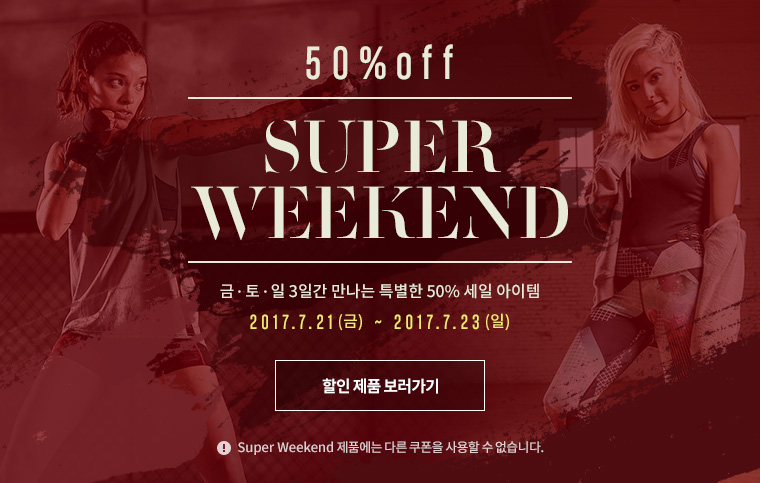 50%off
SUPER
WEEKEND
금·토·일 3일간 만나는 특별한 50% 세일 아이템
2017.7.21(금) ~ 2017.7.23(일)
할인 제품 보러가기
! Super Weekend 제품에는 다른 쿠폰을 사용할 수 없습니다.